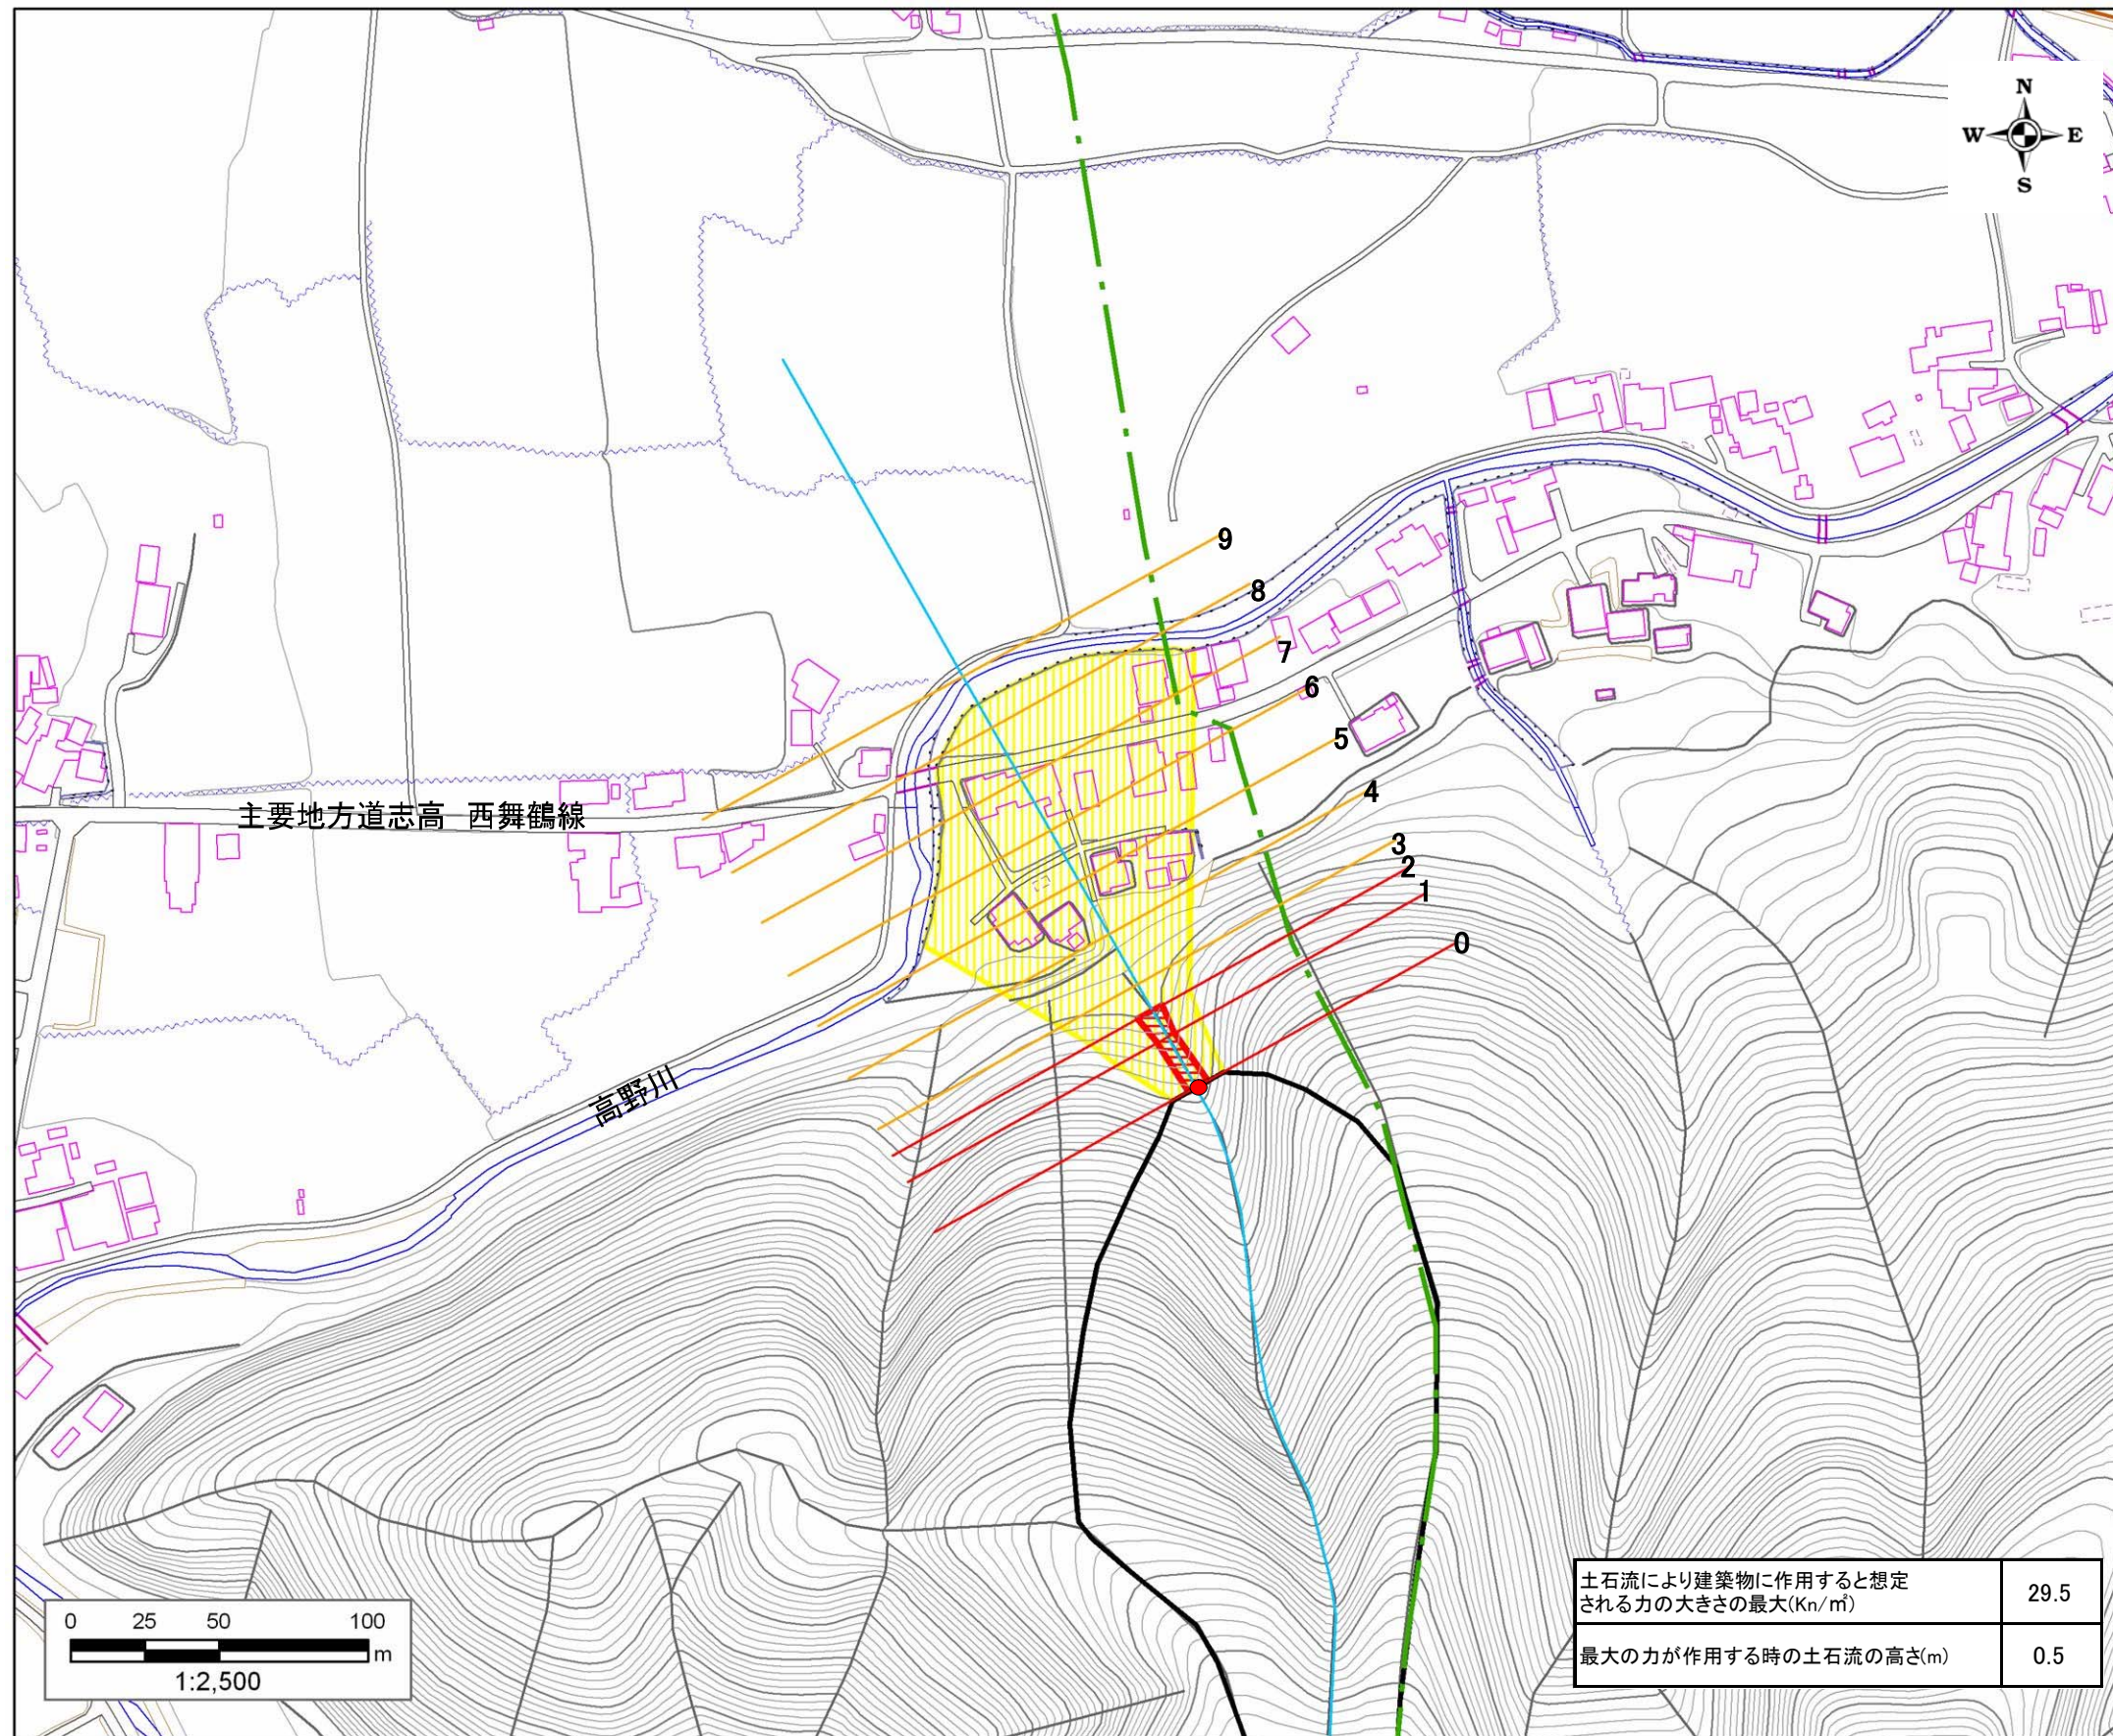 N
W E
S
9
8
7
6
5
4
3
2
1
0
主要地方道志高 西舞鶴線
高野川
土石流により建築物に作用すると想定
される力の大きさの最大(Kn/㎡) 29.5
最大の力が作用する時の土石流の高さ(m) 0.5
0 25 50 100
m
1:2,500